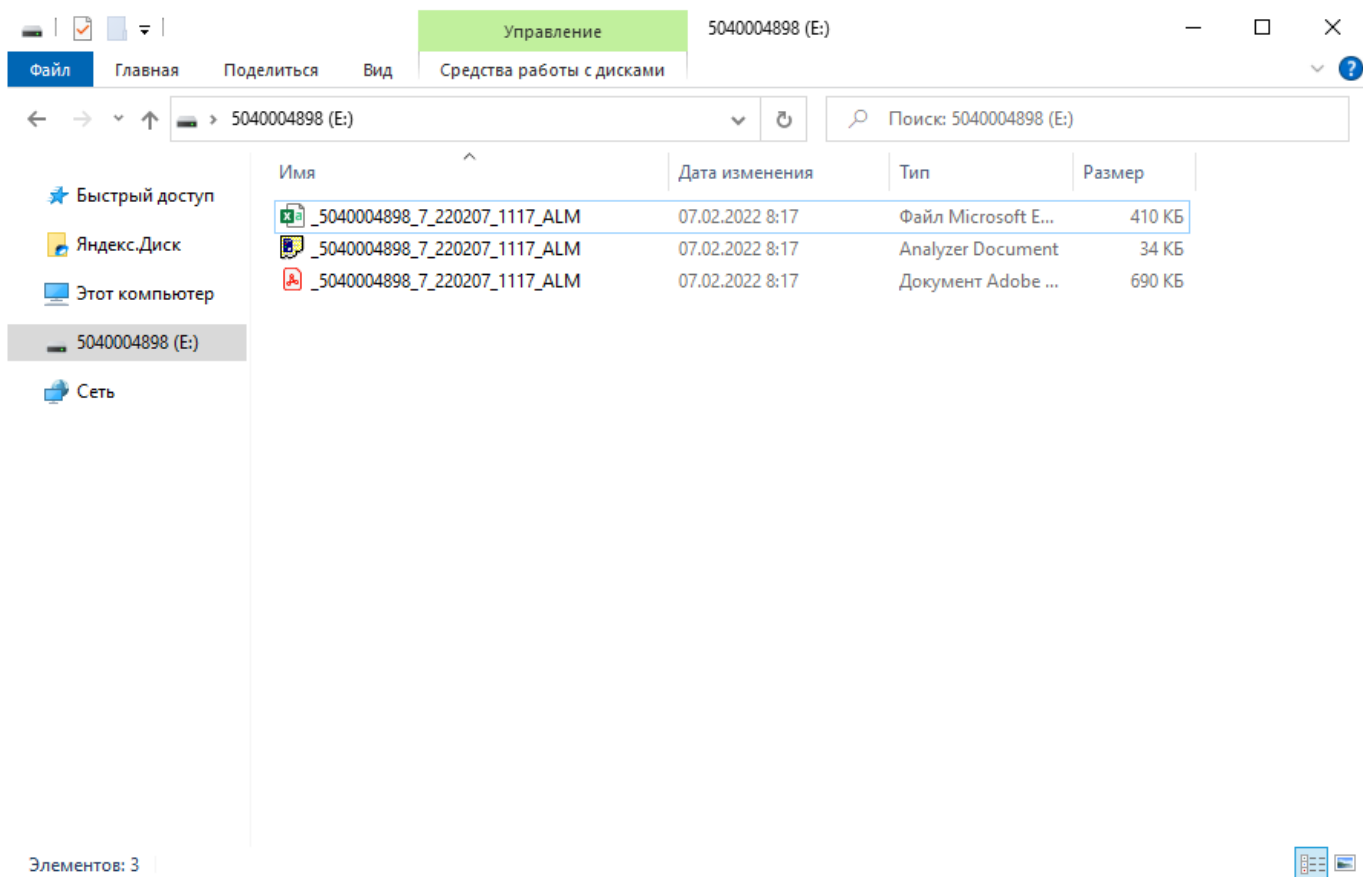 Управление 5040004898 (E:)
Файл Главная Поделиться Вид Средства работы с дисками ?
5040004898 (E:) Поиск: 5040004898 (E:)
Имя Дата изменения Тип Размер
Быстрый доступ
_5040004898_7_220207_1117_ALM 07.02.2022 8:17 Файл Microsoft E... 410 КБ
Яндекс.Диск
_5040004898_7_220207_1117_ALM 07.02.2022 8:17 Analyzer Document 34 КБ
_5040004898_7_220207_1117_ALM 07.02.2022 8:17 Документ Adobe ... 690 КБ
Этот компьютер
5040004898 (E:)
Сеть
Элементов: 3